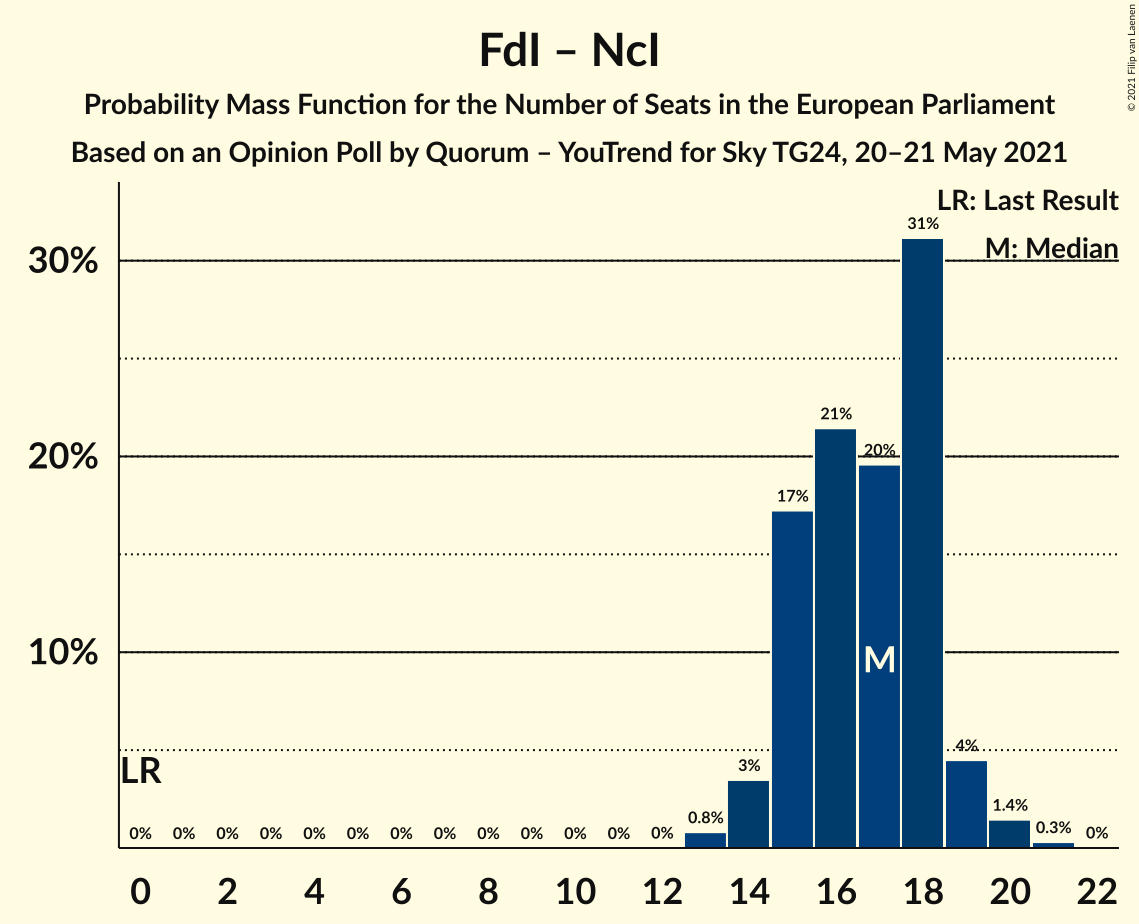 FdI – NcI
Probability Mass Function for the Number of Seats in the European Parliament
Based on an Opinion Poll by Quorum – YouTrend for Sky TG24, 20–21 May 2021
© 2021 Filip van Laenen
LR: Last Result
M: Median
30%
20%
10%
31%
21%
20%
17%
M
4%
3%
LR
1.4%
0.8%
0.3%
0% 0% 0% 0% 0% 0% 0% 0% 0% 0% 0% 0% 0% 0%
0 2 4 6 8 10 12 14 16 18 20 22